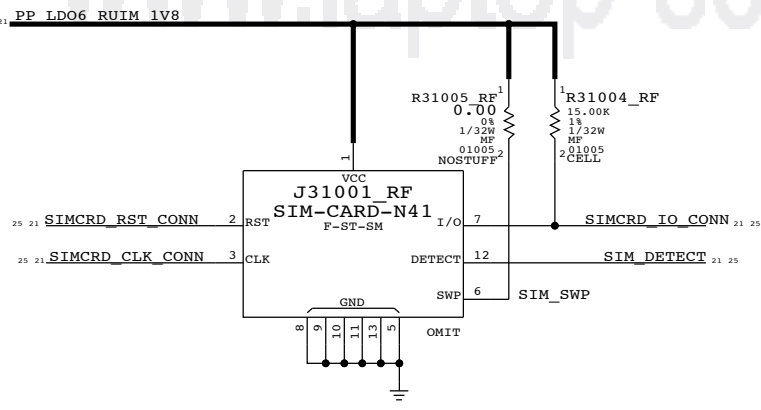 21 PP_LDO6_RUIM_1V8
R31005_RF 1
0.00
0%
1/32W
MF
01005
NOSTUFF 2
1 R31004_RF
15.00K
1%
1/32W
MF
01005
2 CELL
1
VCC
J31001_RF
SIM-CARD-N41
F-ST-SM
25 21 SIMCRD_RST_CONN 2 RST
I/O 7 SIMCRD_IO_CONN 21 25
25 21 SIMCRD_CLK_CONN 3 CLK
DETECT 12 SIM_DETECT 21 25
SWP 6 SIM_SWP
GND
8 9 10 11 13 5
OMIT